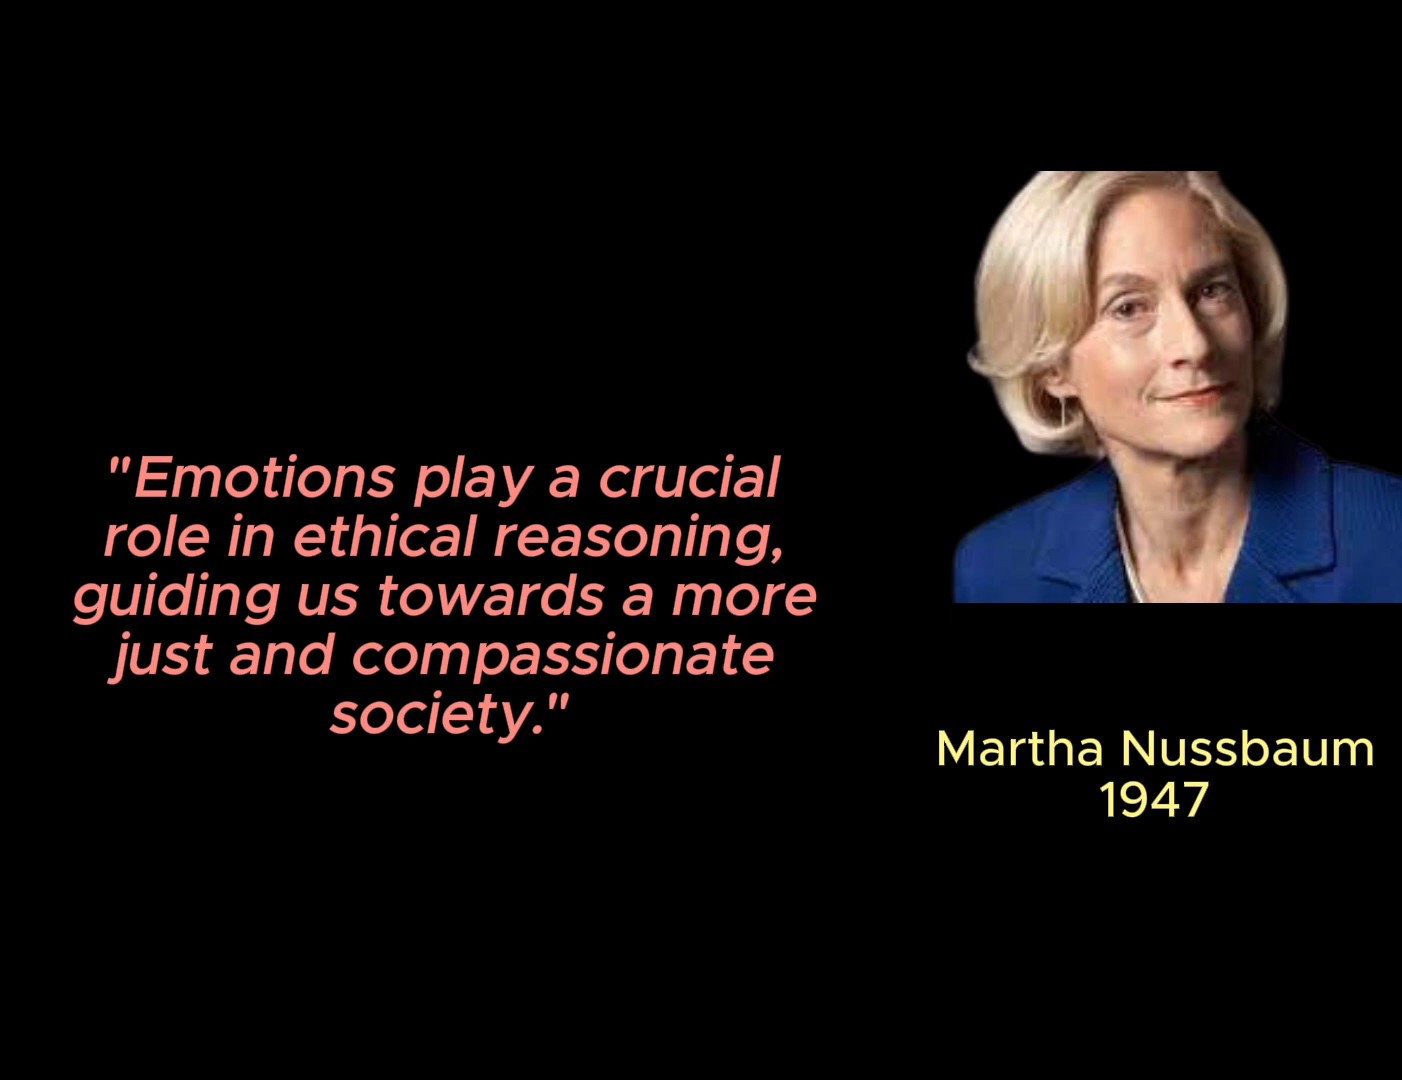 "Emotions play a crucial
role in ethical reasoning,
guiding us towards a more
just and compassionate
society."
Martha Nussbaum
1947